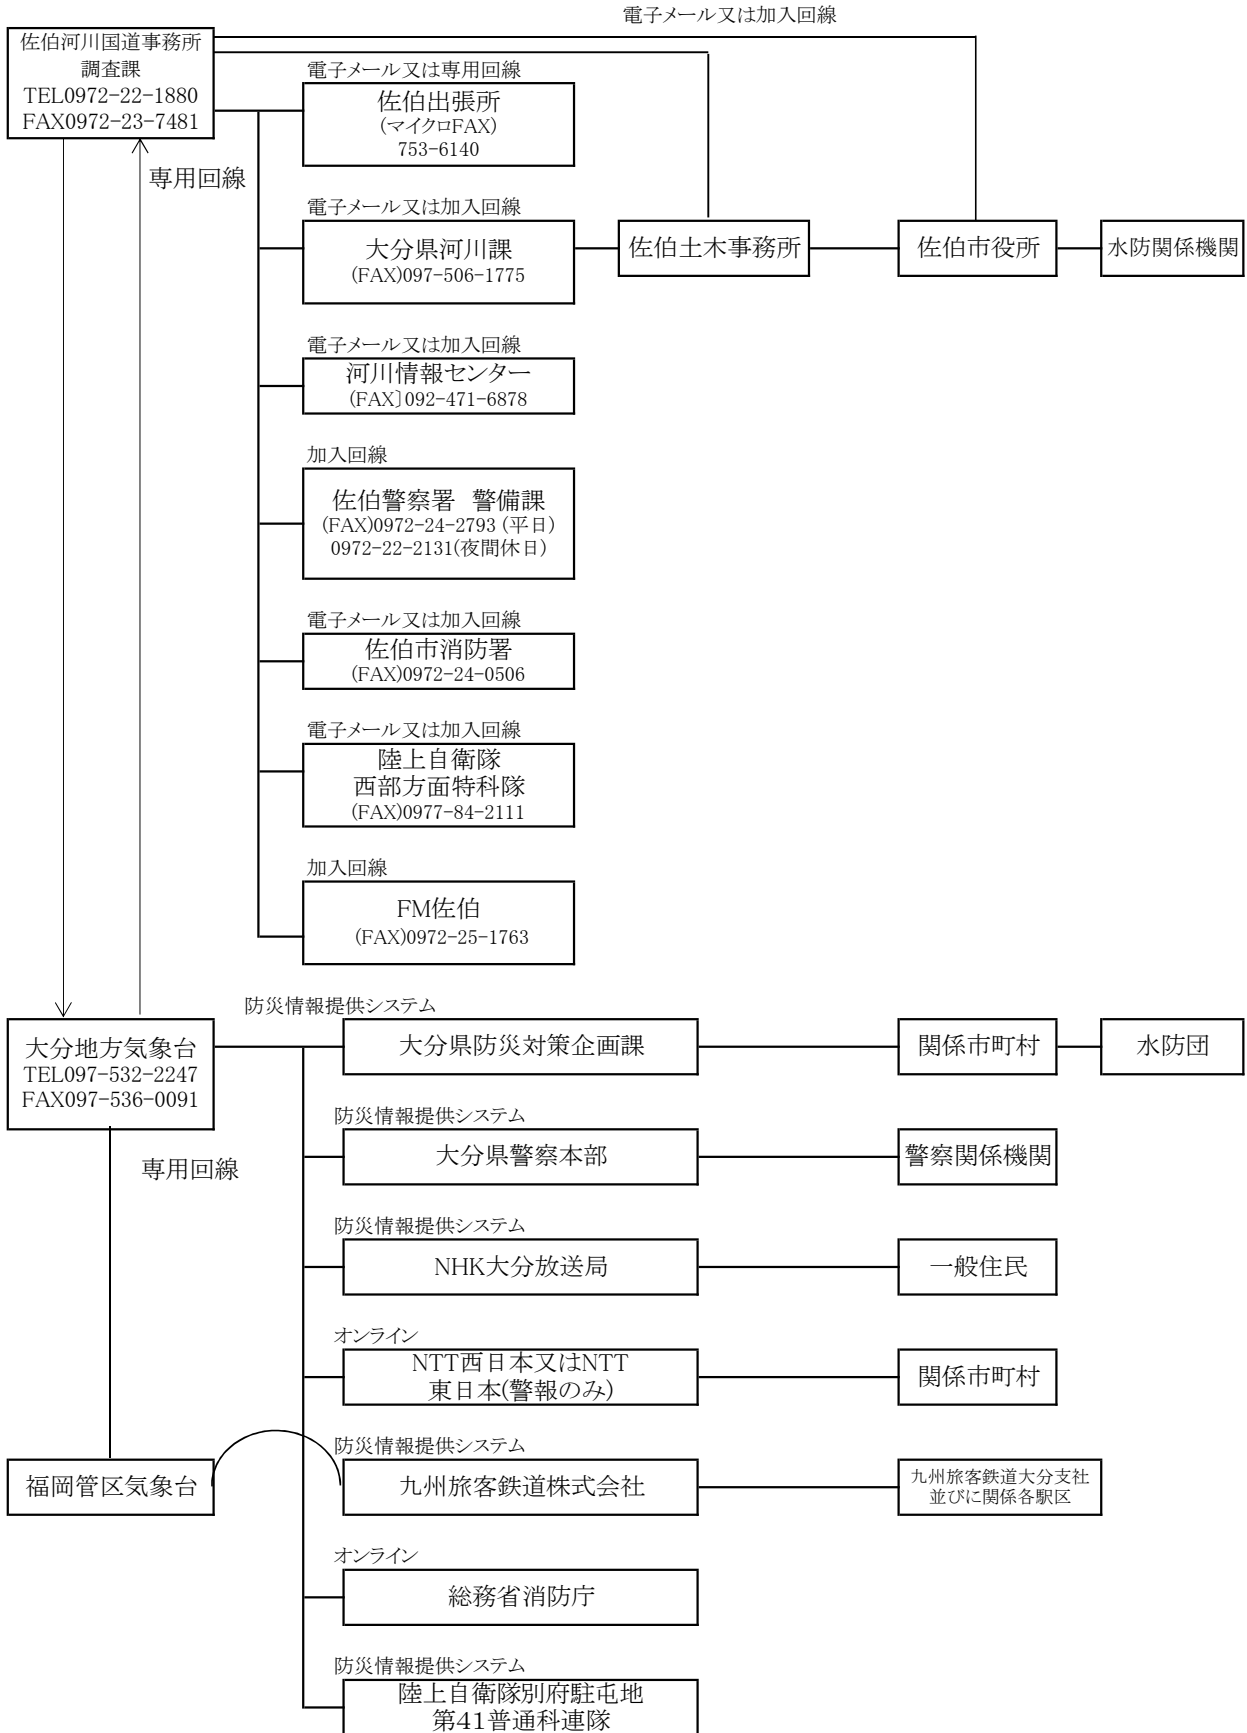 電子メール又は加入回線
佐伯河川国道事務所
調査課
TEL0972-22-1880
FAX0972-23-7481
専用回線
電子メール又は専用回線
佐伯出張所
(マイクロFAX)
753-6140
電子メール又は加入回線
大分県河川課
(FAX)097-506-1775
佐伯土木事務所
佐伯市役所
水防関係機関
電子メール又は加入回線
河川情報センター
(FAX〕092-471-6878
加入回線
佐伯警察署 警備課
(FAX)0972-24-2793 (平日)
0972-22-2131(夜間休日)
電子メール又は加入回線
佐伯市消防署
(FAX)0972-24-0506
電子メール又は加入回線
陸上自衛隊
西部方面特科隊
(FAX)0977-84-2111
加入回線
FM佐伯
(FAX)0972-25-1763
防災情報提供システム
大分地方気象台
TEL097-532-2247
FAX097-536-0091
大分県防災対策企画課
関係市町村
水防団
専用回線
防災情報提供システム
大分県警察本部
警察関係機関
防災情報提供システム
NHK大分放送局
一般住民
オンライン
NTT西日本又はNTT
東日本(警報のみ)
関係市町村
福岡管区気象台
防災情報提供システム
九州旅客鉄道株式会社
九州旅客鉄道大分支社
並びに関係各駅区
オンライン
総務省消防庁
防災情報提供システム
陸上自衛隊別府駐屯地
第41普通科連隊